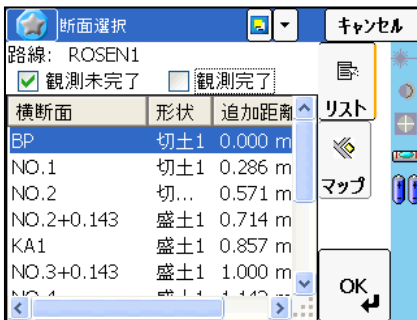 断面選択
キャンセル
路線: ROSEN1
観測未完了 観測完了
リスト
横断面 形状 追加距離
BP 切土1 0.000 m
NO.1 切土1 0.286 m
マップ
NO.2 切... 0.571 m
NO.2+0.143 盛土1 0.714 m
KA1 盛土1 0.857 m
NO.3+0.143 盛土1 1.000 m
OK